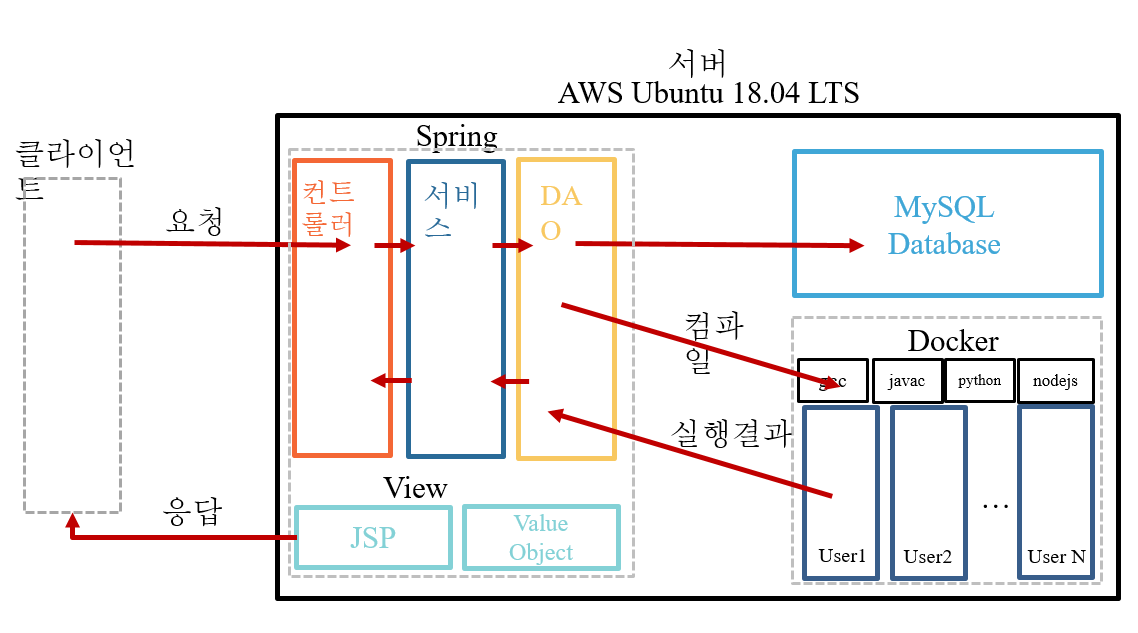 서버
AWS Ubuntu 18.04 LTS
클라이언
트
요청
응답
Spring
컨트
롤러
서비
스
DA
O
View
JSP
Value
Object
MySQL
Database
컴파
일
실행결과
Docker
gcc
javac
python
nodejs
...
User1
User2
User N